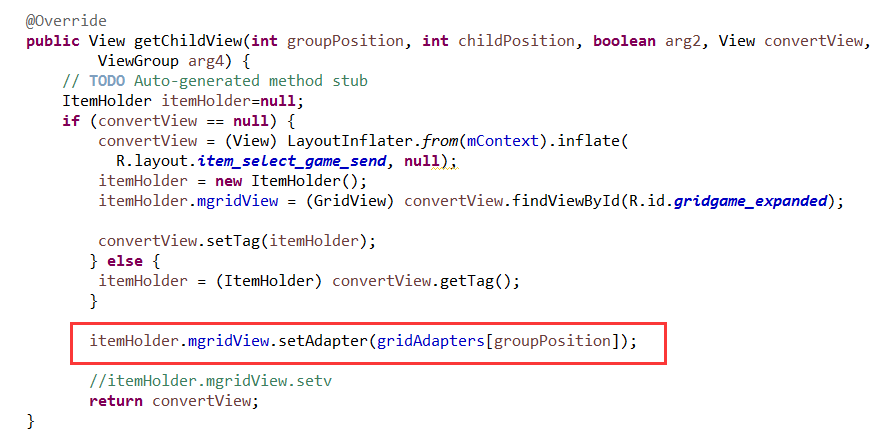 @Override
public View getChildView(int groupPosition, int childPosition, boolean arg2, View convertView,
ViewGroup arg4) {
// TODO Auto-generated method stub
ItemHolder itemHolder=null;
if (convertView == null) {
convertView = (View) LayoutInflater.from(mContext).inflate(
R.layout.item_select_game_send, null);
itemHolder = new ItemHolder();
itemHolder.mgridView = (GridView) convertView.findViewById(R.id.gridgame_expanded);
convertView.setTag(itemHolder);
} else {
itemHolder = (ItemHolder) convertView.getTag();
}
itemHolder.mgridView.setAdapter(gridAdapters[groupPosition]);
//itemHolder.mgridView.setv
return convertView;
}